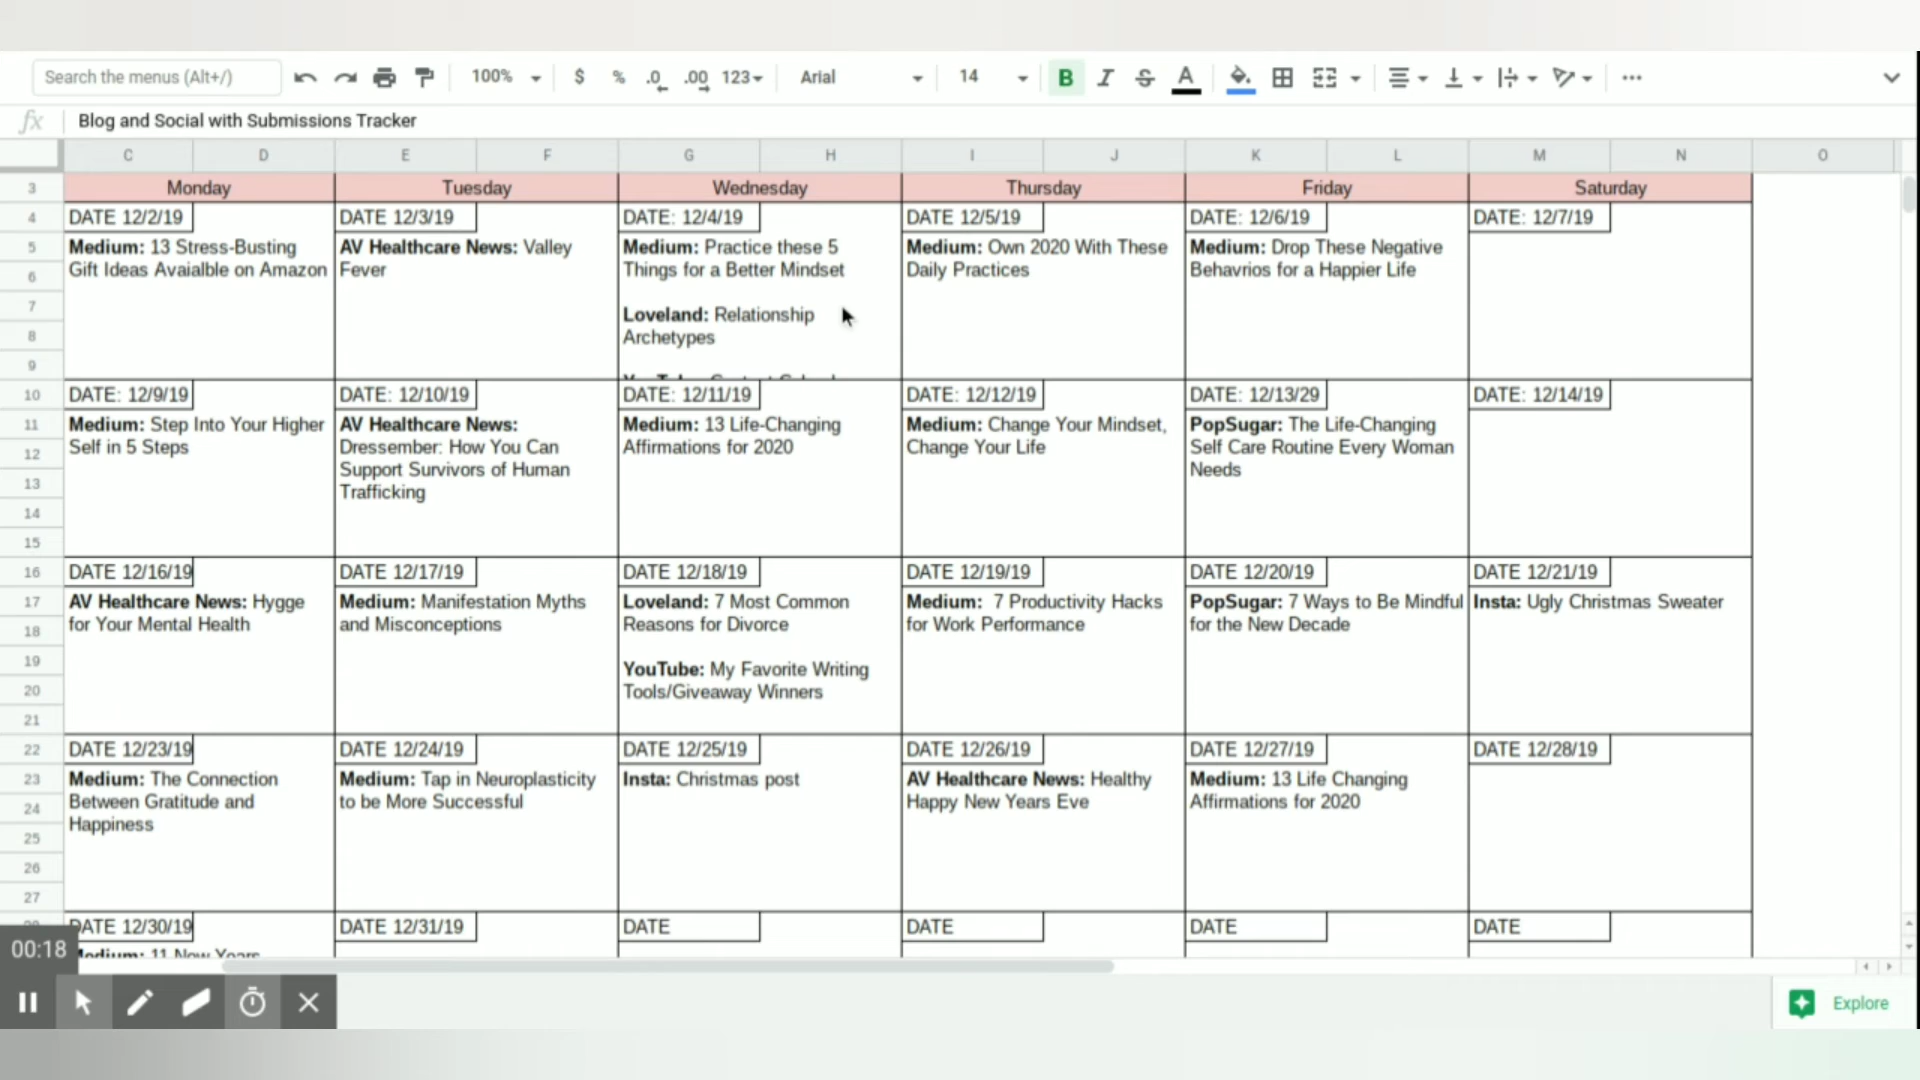 Search the menus (Alt+/)
100%
$ % .0 .00 123
Arial
14
B I S A
fx Blog and Social with Submissions Tracker
C D E F G H I J K L M N O
3 Monday Tuesday Wednesday Thursday Friday Saturday
4 DATE 12/2/19 DATE 12/3/19 DATE: 12/4/19 DATE 12/5/19 DATE: 12/6/19 DATE: 12/7/19
5
6
7
8
9
Medium: 13 Stress-Busting
Gift Ideas Avaialble on Amazon
AV Healthcare News: Valley
Fever
Medium: Practice these 5
Things for a Better Mindset
Loveland: Relationship
Archetypes
Medium: Own 2020 With These
Daily Practices
Medium: Drop These Negative
Behavrios for a Happier Life
10 DATE: 12/9/19 DATE: 12/10/19 DATE: 12/11/19 DATE: 12/12/19 DATE: 12/13/29 DATE: 12/14/19
11
12
13
14
15
Medium: Step Into Your Higher
Self in 5 Steps
AV Healthcare News:
Dressember: How You Can
Support Survivors of Human
Trafficking
Medium: 13 Life-Changing
Affirmations for 2020
Medium: Change Your Mindset,
Change Your Life
PopSugar: The Life-Changing
Self Care Routine Every Woman
Needs
16 DATE 12/16/19 DATE 12/17/19 DATE 12/18/19 DATE 12/19/19 DATE 12/20/19 DATE 12/21/19
17
18
19
20
21
AV Healthcare News: Hygge
for Your Mental Health
Medium: Manifestation Myths
and Misconceptions
Loveland: 7 Most Common
Reasons for Divorce
YouTube: My Favorite Writing
Tools/Giveaway Winners
Medium: 7 Productivity Hacks
for Work Performance
PopSugar: 7 Ways to Be Mindful
for the New Decade
Insta: Ugly Christmas Sweater
22 DATE 12/23/19 DATE 12/24/19 DATE 12/25/19 DATE 12/26/19 DATE 12/27/19 DATE 12/28/19
23
24
25
26
27
Medium: The Connection
Between Gratitude and
Happiness
Medium: Tap in Neuroplasticity
to be More Successful
Insta: Christmas post
AV Healthcare News: Healthy
Happy New Years Eve
Medium: 13 Life Changing
Affirmations for 2020
DATE 12/30/19 DATE 12/31/19 DATE DATE DATE DATE
Medium: 11 New Years
00:18
Explore